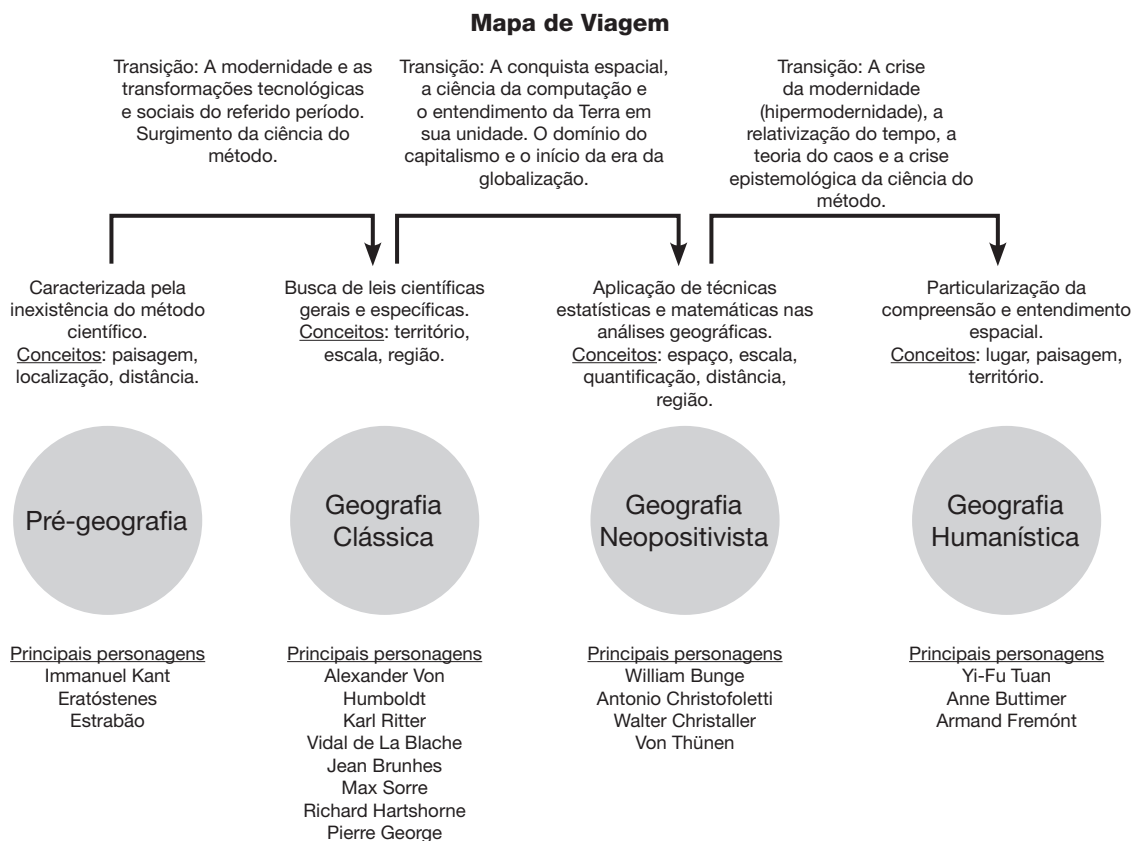 Mapa de Viagem
Transição: A modernidade e as
transformações tecnológicas
e sociais do referido período.
Surgimento da ciência do
método.
Transição: A conquista espacial,
a ciência da computação e
o entendimento da Terra em
sua unidade. O domínio do
capitalismo e o início da era da
globalização.
Transição: A crise
da modernidade
(hipermodernidade), a
relativização do tempo, a
teoria do caos e a crise
epistemológica da ciência do
método.
Caracterizada pela
inexistência do método
científico.
Conceitos: paisagem,
localização, distância.
Busca de leis científicas
gerais e específicas.
Conceitos: território,
escala, região.
Aplicação de técnicas
estatísticas e matemáticas nas
análises geográficas.
Conceitos: espaço, escala,
quantificação, distância,
região.
Particularização da
compreensão e entendimento
espacial.
Conceitos: lugar, paisagem,
território.
Pré-geografia
Geografia
Clássica
Geografia
Neopositivista
Geografia
Humanística
Principais personagens
Immanuel Kant
Eratóstenes
Estrabão
Principais personagens
Alexander Von
Humboldt
Karl Ritter
Vidal de La Blache
Jean Brunhes
Max Sorre
Richard Hartshorne
Pierre George
Principais personagens
William Bunge
Antonio Christofoletti
Walter Christaller
Von Thünen
Principais personagens
Yi-Fu Tuan
Anne Buttimer
Armand Fremónt